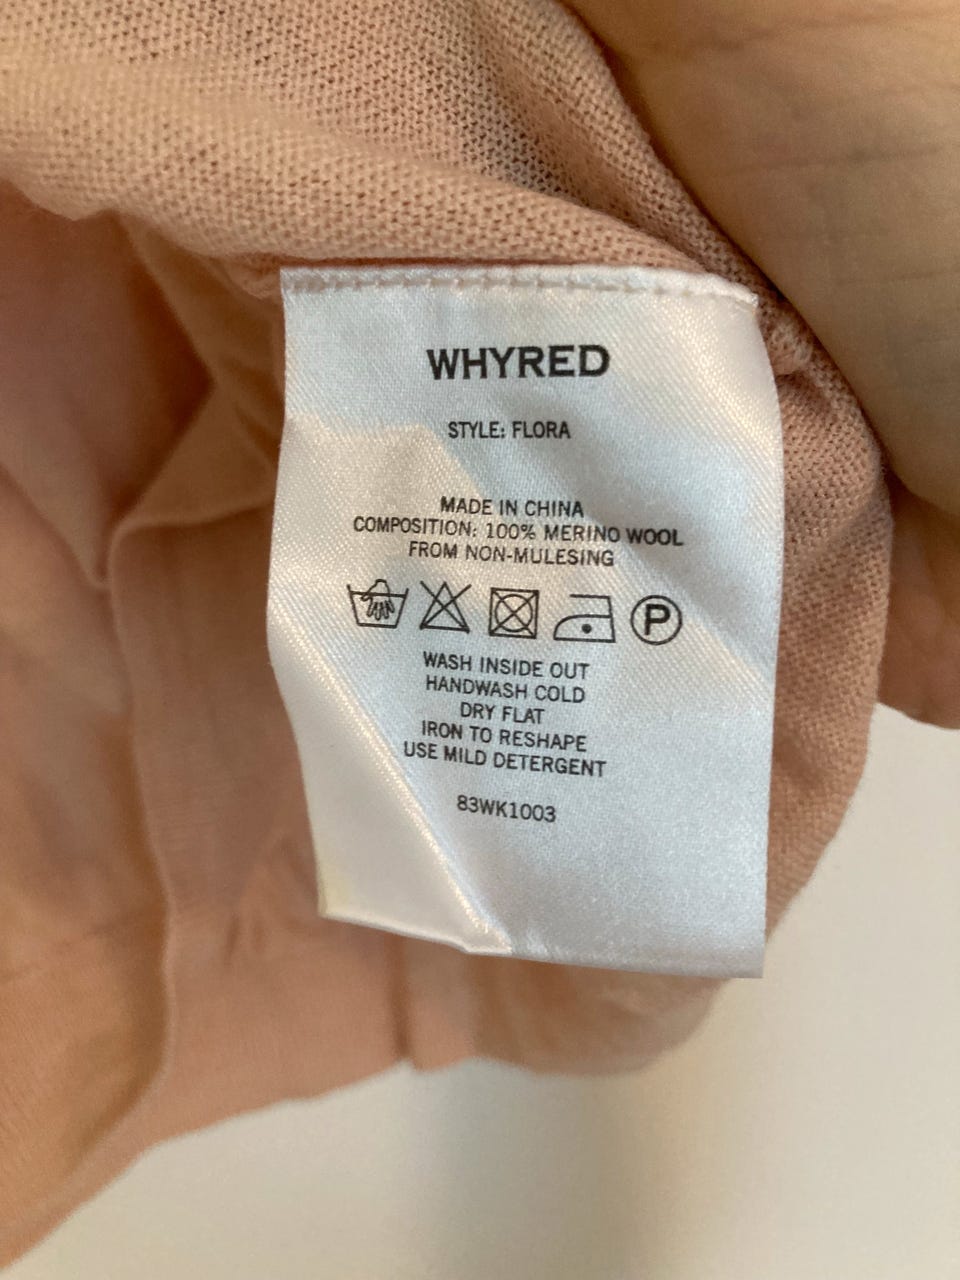 WHYRED
STYLE: FLORA
MADE IN CHINA
COMPOSITION: 100% MERINO WOOL
FROM NON-MULESING
P
WASH INSIDE OUT
HANDWASH COLD
DRY FLAT
IRON TO RESHAPE
USE MILD DETERGENT
83WK1003